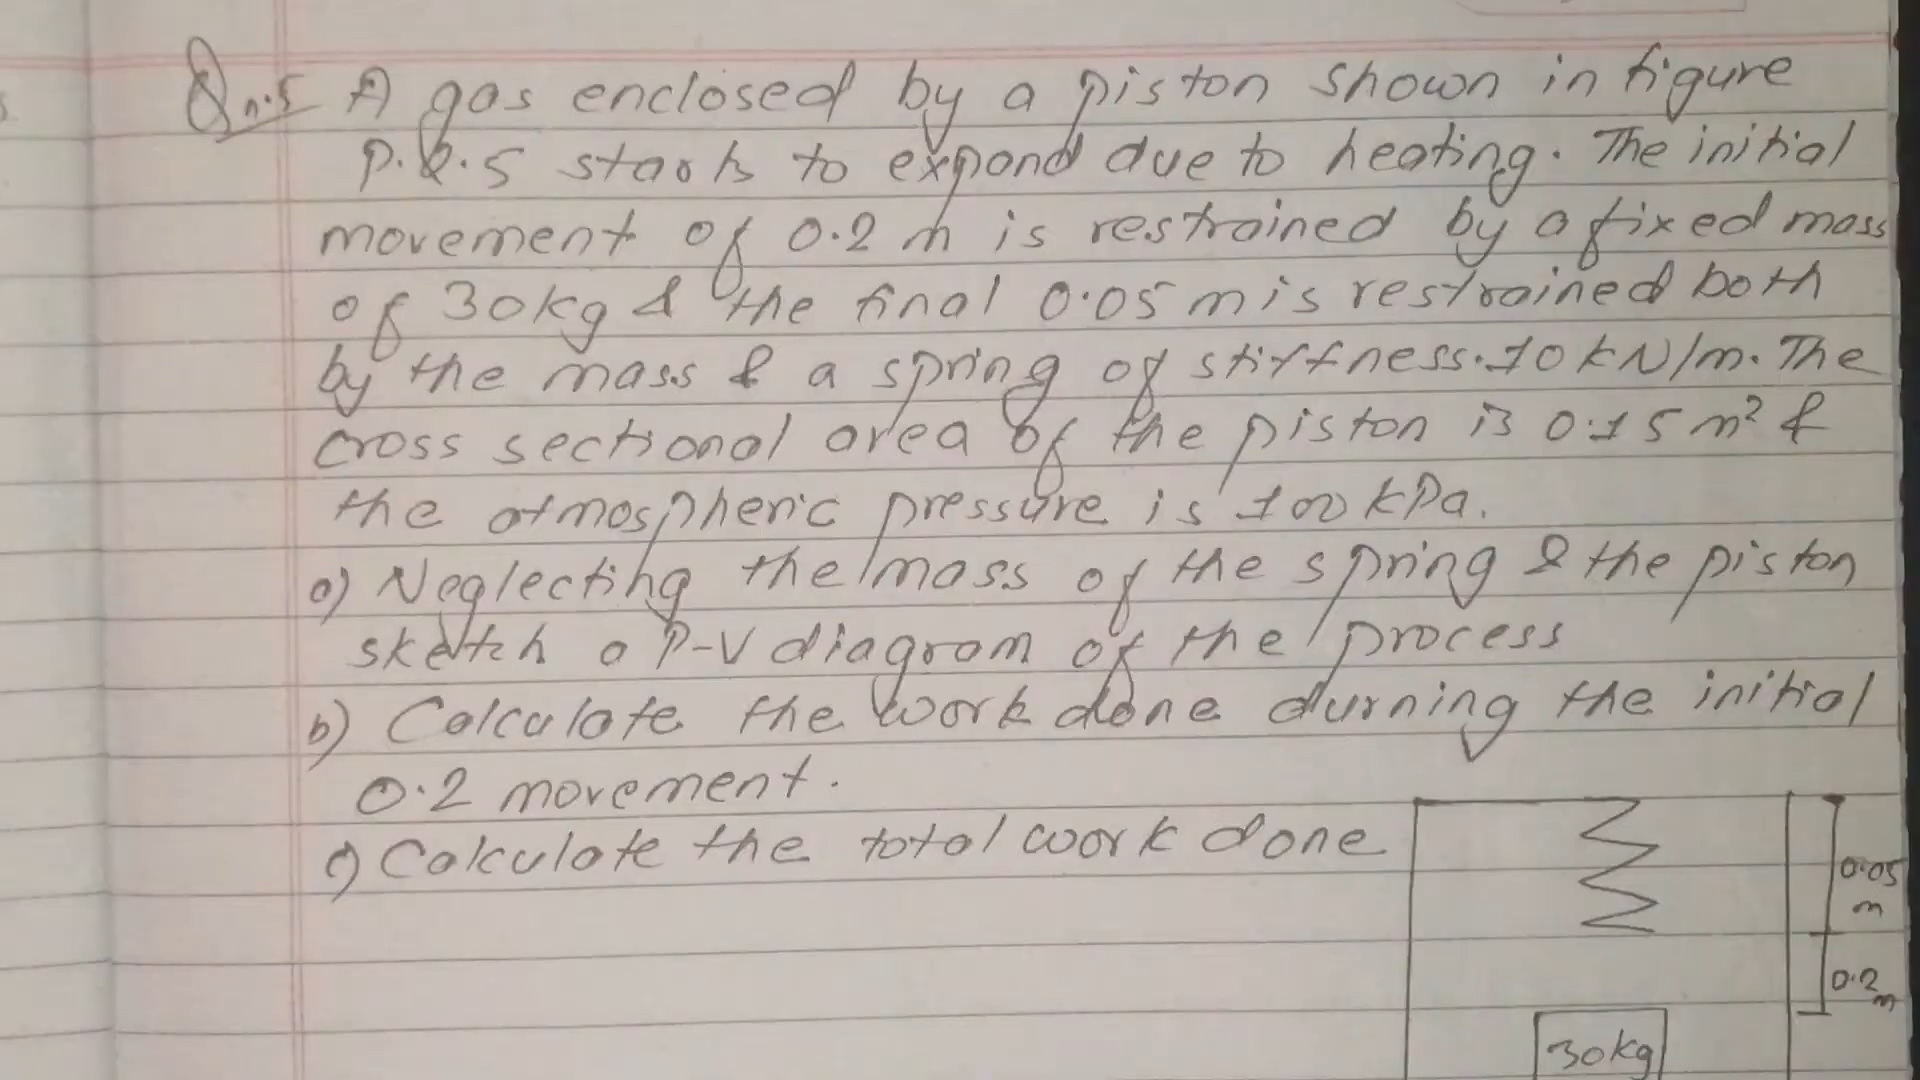 Qn.5 A gas enclosed by a piston shown in figure
P.Q.5 starts to expand due to heating. The initial
movement of 0.2 m is restrained by a fixed mass
of 30kg & the final 0.05 m is restrained both
by the mass & a spring of stiffness.10 kN/m. The
cross sectional area of the piston is 0.15 m² &
the atmospheric pressure is 100 kPa.
a) Neglecting the mass of the spring & the piston
sketch a P-V diagram of the process
b) Calculate the work done durning the initial
0.2 movement.
c) Calculate the total work done
0.05
m
0.2
m
30kg